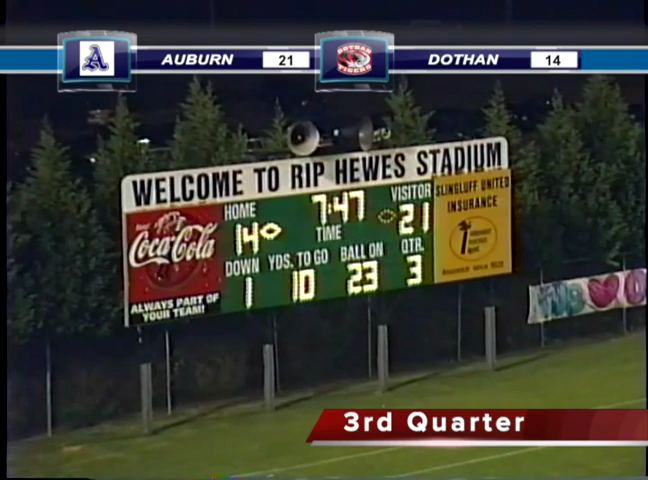 AUBURN 21 DOTHAN 14
A
DOTHAN
TIGERS
WELCOME TO RIP HEWES STADIUM
HOME 7:47 VISITOR
14 TIME 21
DOWN YDS. TO GO BALL ON QTR.
1 10 23 3
Coca-Cola
ALWAYS PART OF
YOUR TEAM!
SLINGLUFF UNITED
INSURANCE
3rd Quarter